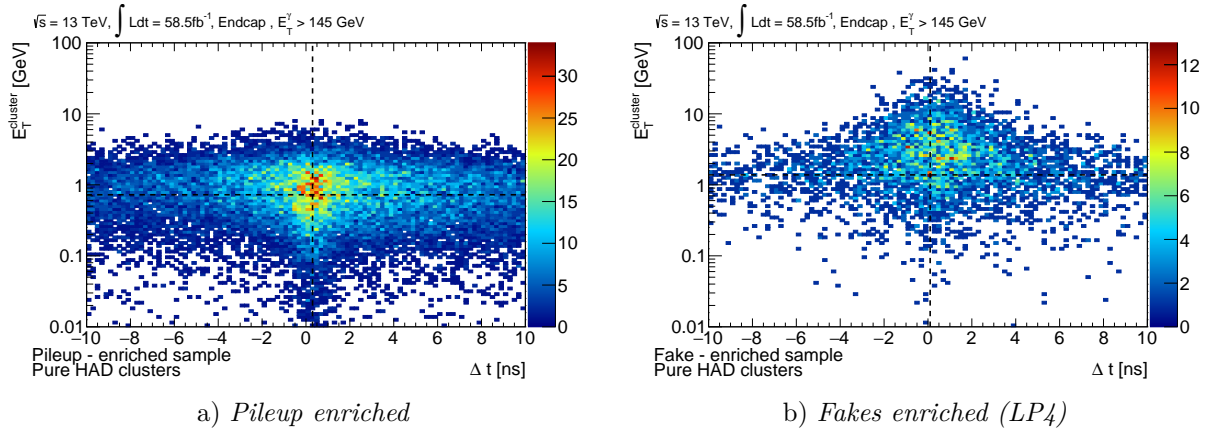 √s = 13 TeV, ∫ Ldt = 58.5fb⁻¹, Endcap , E_T^γ > 145 GeV
E_T^cluster [GeV]
100
10
1
0.1
0.01
−10 −8 −6 −4 −2 0 2 4 6 8 10
Δ t [ns]
30
25
20
15
10
5
0
Pileup - enriched sample
Pure HAD clusters
a) Pileup enriched
√s = 13 TeV, ∫ Ldt = 58.5fb⁻¹, Endcap , E_T^γ > 145 GeV
E_T^cluster [GeV]
100
10
1
0.1
0.01
−10 −8 −6 −4 −2 0 2 4 6 8 10
Δ t [ns]
12
10
8
6
4
2
0
Fake - enriched sample
Pure HAD clusters
b) Fakes enriched (LP4)